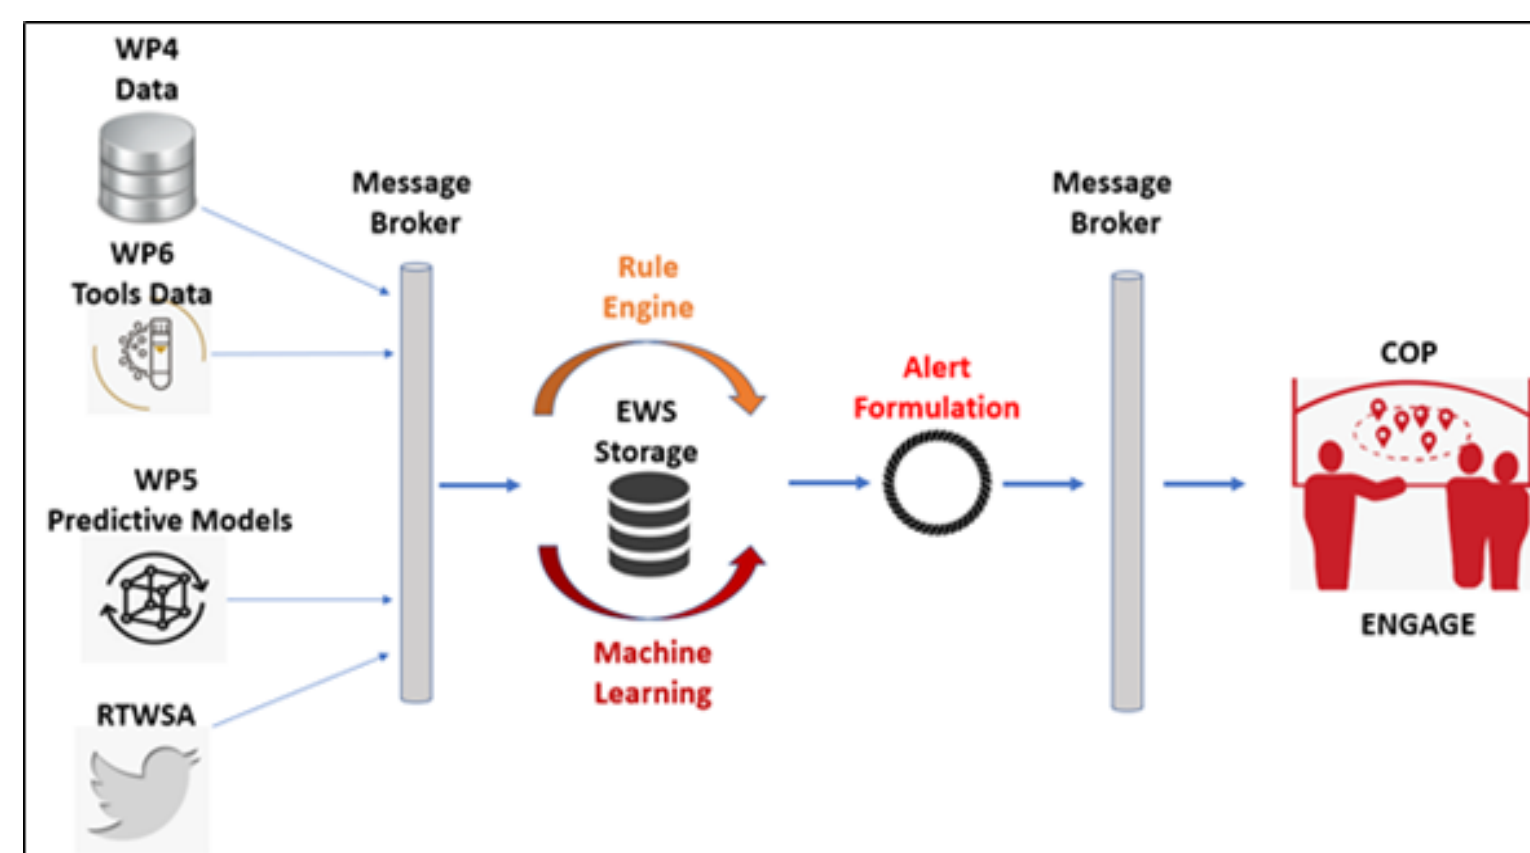 WP4
Data
WP6
Tools Data
WP5
Predictive Models
RTWSA
Message
Broker
Rule
Engine
EWS
Storage
Machine
Learning
Alert
Formulation
Message
Broker
COP
ENGAGE